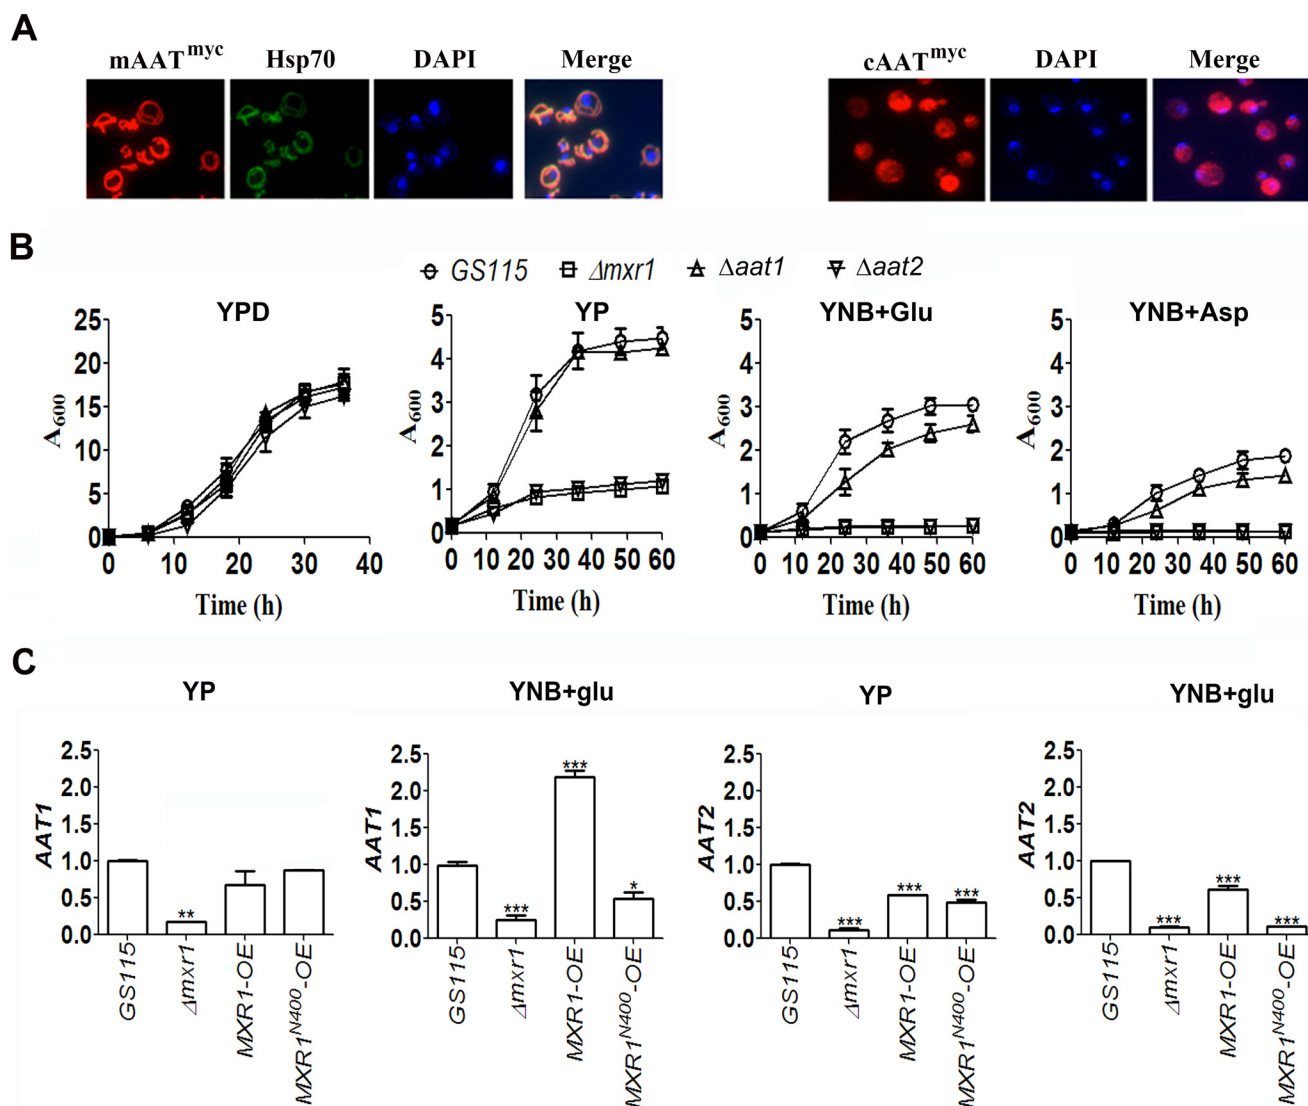 A
mAAT^myc Hsp70 DAPI Merge
cAAT^myc DAPI Merge
B
GS115 Δmxr1 Δaat1 Δaat2
YPD
25
20
15
10
5
0
A600
0 10 20 30 40
Time (h)
YP
5
4
3
2
1
0
A600
0 10 20 30 40 50 60
Time (h)
YNB+Glu
5
4
3
2
1
0
A600
0 10 20 30 40 50 60
Time (h)
YNB+Asp
5
4
3
2
1
0
A600
0 10 20 30 40 50 60
Time (h)
C
YP
2.5
2.0
1.5
1.0
0.5
0.0
AAT1
**
GS115
Δmxr1
MXR1-OE
MXR1^N400-OE
YNB+glu
2.5
2.0
1.5
1.0
0.5
0.0
AAT1
***
***
*
GS115
Δmxr1
MXR1-OE
MXR1^N400-OE
YP
2.5
2.0
1.5
1.0
0.5
0.0
AAT2
***
***
***
GS115
Δmxr1
MXR1-OE
MXR1^N400-OE
YNB+glu
2.5
2.0
1.5
1.0
0.5
0.0
AAT2
***
***
***
GS115
Δmxr1
MXR1-OE
MXR1^N400-OE